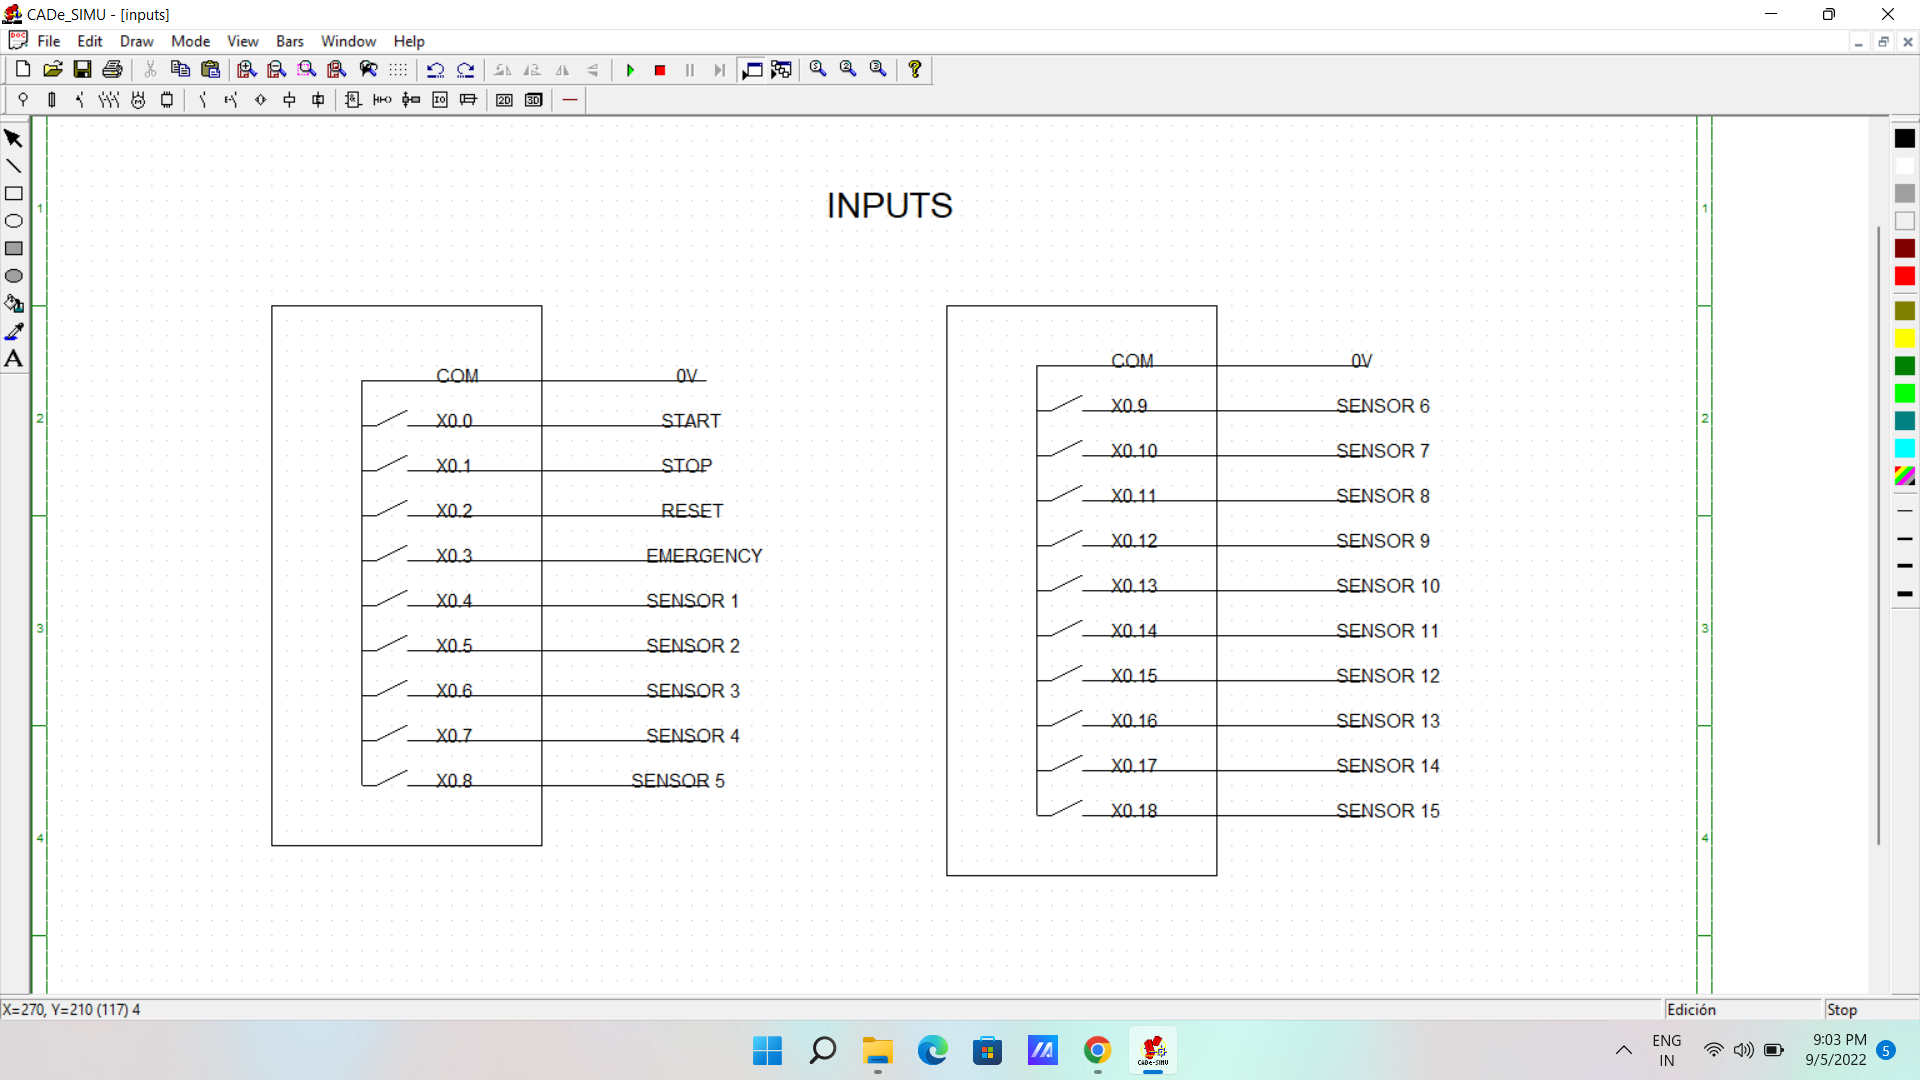 CADe_SIMU - [inputs]
File Edit Draw Mode View Bars Window Help
INPUTS
1
1
2
2
3
3
4
4
COM 0V
X0.0 START
X0.1 STOP
X0.2 RESET
X0.3 EMERGENCY
X0.4 SENSOR 1
X0.5 SENSOR 2
X0.6 SENSOR 3
X0.7 SENSOR 4
X0.8 SENSOR 5
COM 0V
X0.9 SENSOR 6
X0.10 SENSOR 7
X0.11 SENSOR 8
X0.12 SENSOR 9
X0.13 SENSOR 10
X0.14 SENSOR 11
X0.15 SENSOR 12
X0.16 SENSOR 13
X0.17 SENSOR 14
X0.18 SENSOR 15
X=270, Y=210 (117) 4
Edición
Stop
ENG
IN
9:03 PM
9/5/2022
5